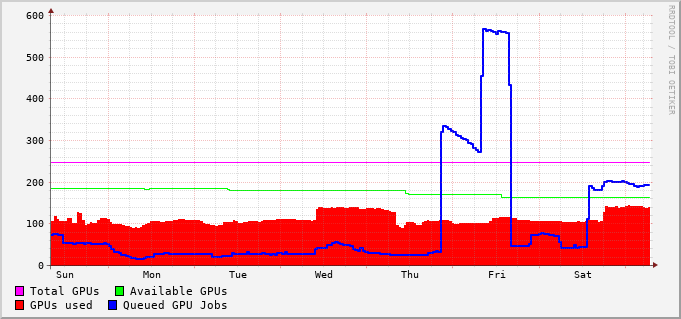 600
500
400
300
200
100
0
Sun Mon Tue Wed Thu Fri Sat
Total GPUs Available GPUs
GPUs used Queued GPU Jobs
RRDTOOL / TOBI OETIKER